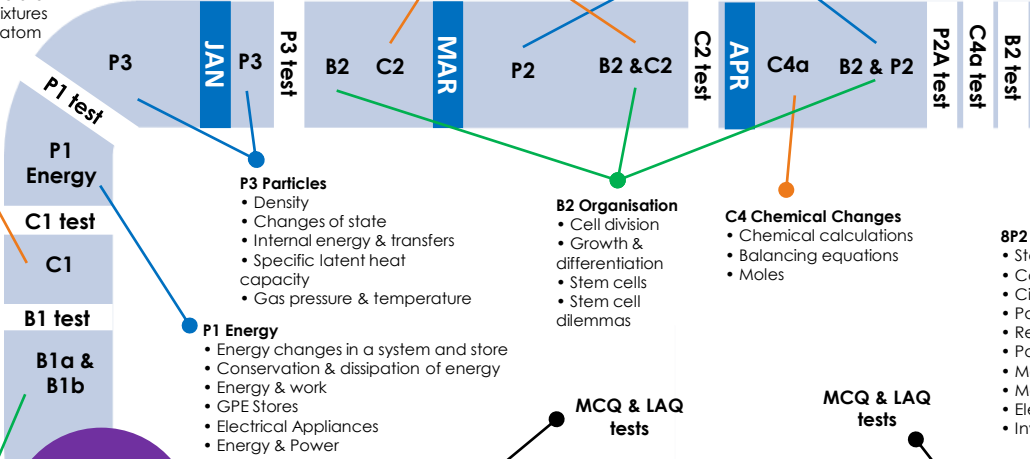 ixtures
atom
P3
JAN
P3
P3 test
B2
C2
MAR
P2
B2 &C2
C2 test
APR
C4a
B2 & P2
P2A test
C4a test
B2 test
P1 test
P1
Energy
C1 test
C1
B1 test
B1a &
B1b
P3 Particles
• Density
• Changes of state
• Internal energy & transfers
• Specific latent heat
capacity
• Gas pressure & temperature
P1 Energy
• Energy changes in a system and store
• Conservation & dissipation of energy
• Energy & work
• GPE Stores
• Electrical Appliances
• Energy & Power
B2 Organisation
• Cell division
• Growth &
differentiation
• Stem cells
• Stem cell
dilemmas
C4 Chemical Changes
• Chemical calculations
• Balancing equations
• Moles
MCQ & LAQ
tests
MCQ & LAQ
tests
8P2